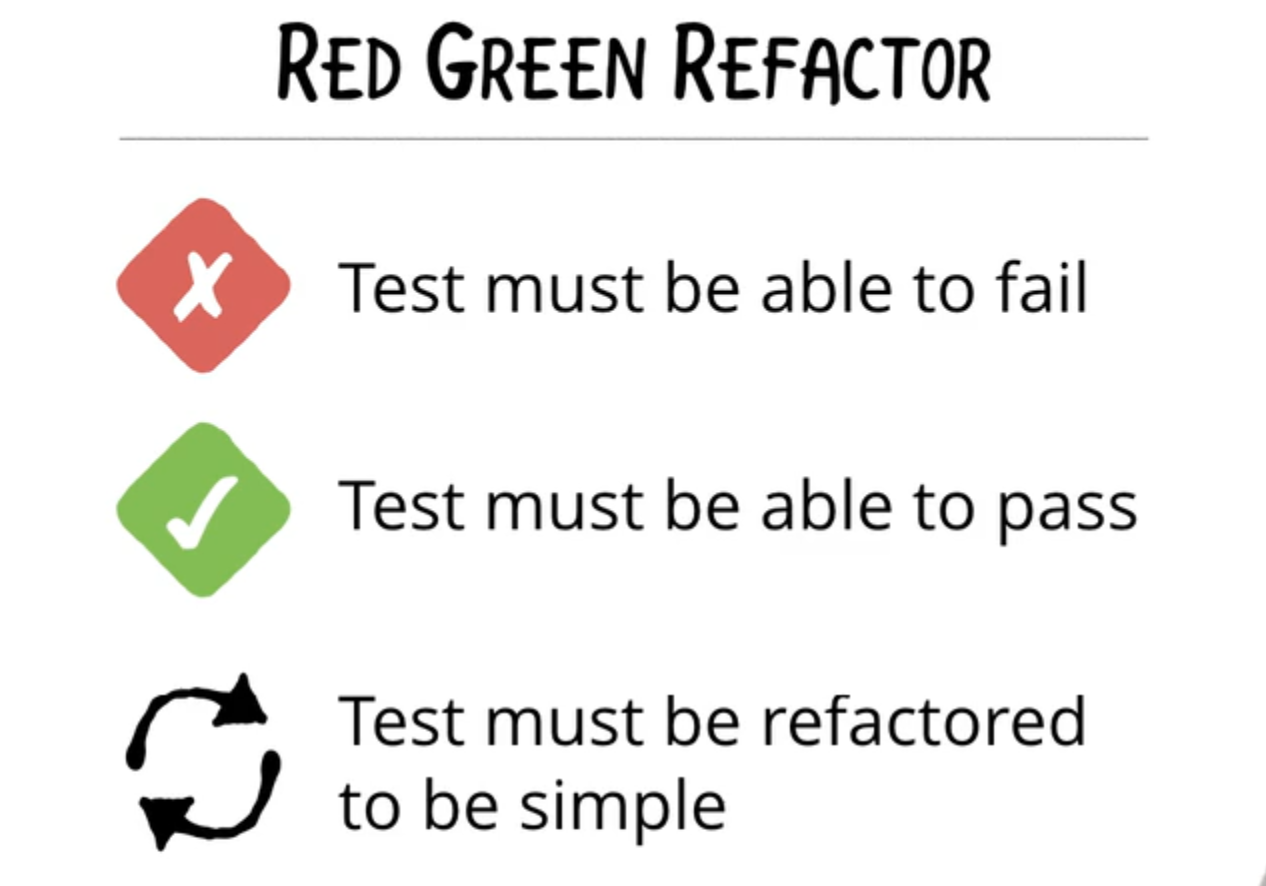 RED GREEN REFACTOR
Test must be able to fail
Test must be able to pass
Test must be refactored
to be simple